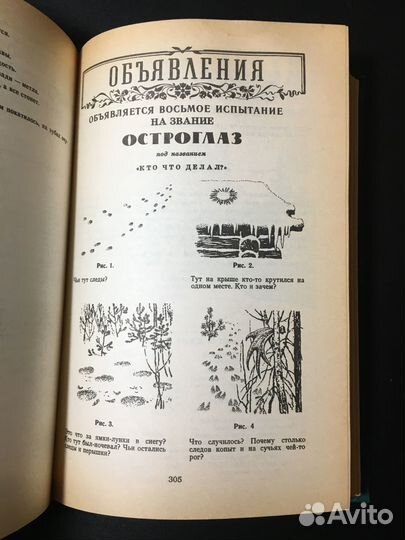 ОБЪЯВЛЕНИЯ
ОБЪЯВЛЯЕТСЯ ВОСЬМОЕ ИСПЫТАНИЕ
НА ЗВАНИЕ
ОСТРОГЛАЗ
под названием
«КТО ЧТО ДЕЛАЛ?»
Рис. 1.
Чьи тут следы?
Рис. 2.
Тут на крыше кто-то крутился на
одном месте. Кто и зачем?
Рис. 3
что за ямки-лунки в снегу?
Кто тут был-ночевал? Чьи остались
и перышки?
Рис. 4
Что случилось? Почему столько
следов копыт и на сучьях чей-то
рог?
305
Avito